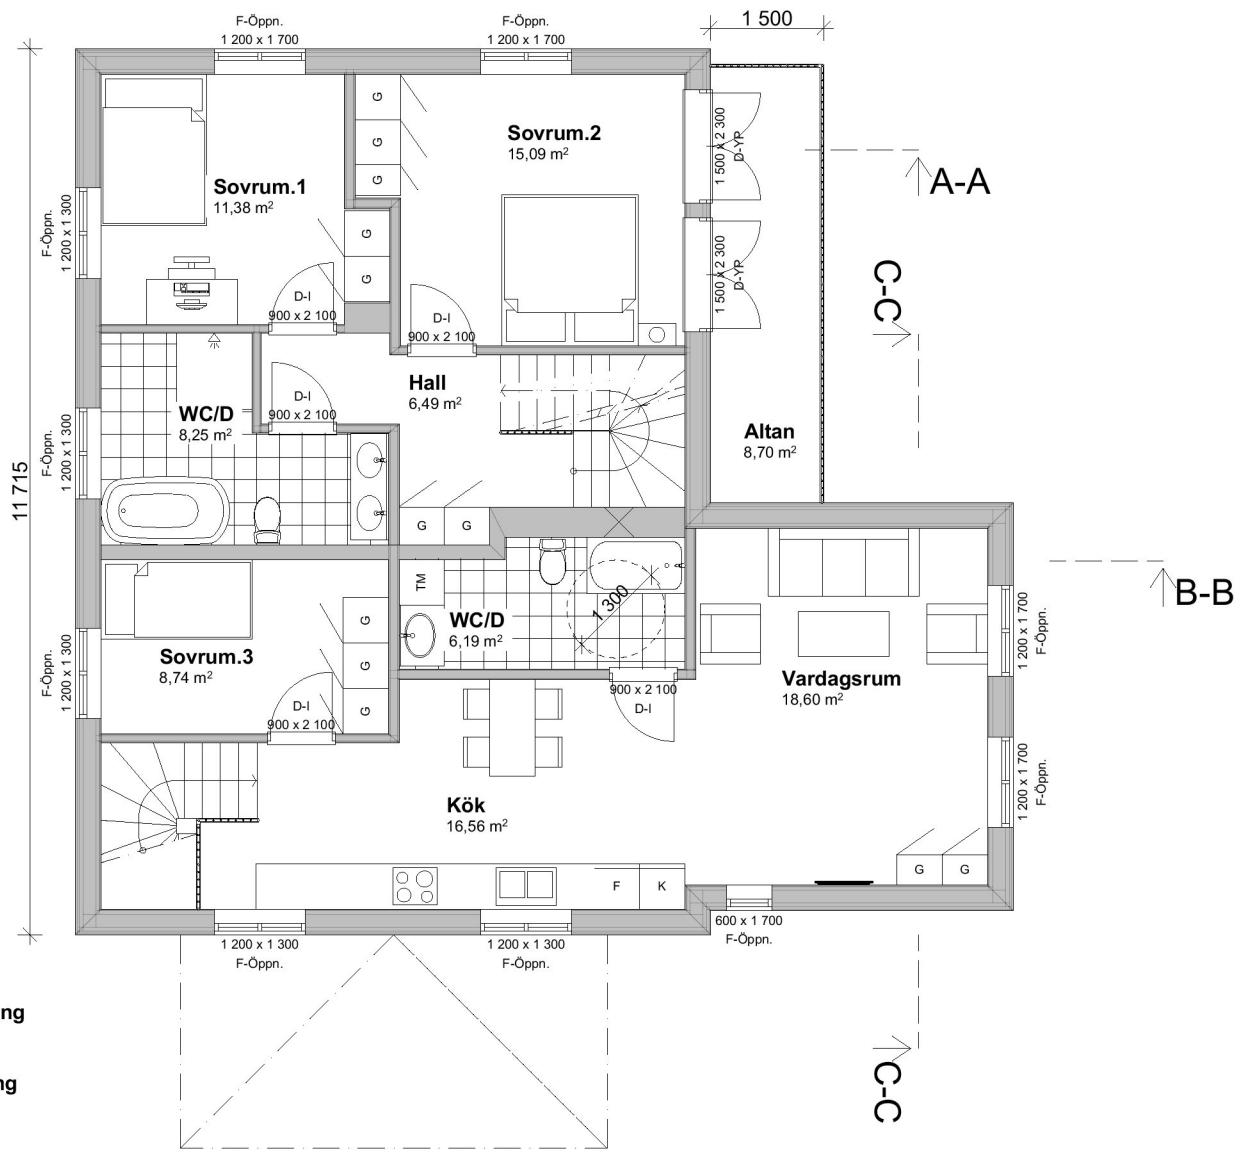 F-Öppn.
1 200 x 1 700
F-Öppn.
1 200 x 1 700
1 500
G
G
G
Sovrum.2
15,09 m²
1 500 x 2 300
D-YP
A-A
Sovrum.1
11,38 m²
F-Öppn.
1 200 x 1 300
G
G
1 500 x 2 300
D-YP
C-C
D-I
900 x 2 100
D-I
900 x 2 100
Hall
6,49 m²
D-I
900 x 2 100
WC/D
8,25 m²
F-Öppn.
1 200 x 1 300
Altan
8,70 m²
11 715
G
G
B-B
TM
1 300
WC/D
6,19 m²
G
G
G
Sovrum.3
8,74 m²
F-Öppn.
1 200 x 1 300
1 200 x 1 700
F-Öppn.
Vardagsrum
18,60 m²
900 x 2 100
D-I
D-I
900 x 2 100
1 200 x 1 700
F-Öppn.
Kök
16,56 m²
G
G
F
K
600 x 1 700
F-Öppn.
1 200 x 1 300
F-Öppn.
1 200 x 1 300
F-Öppn.
ng
ng
C-C